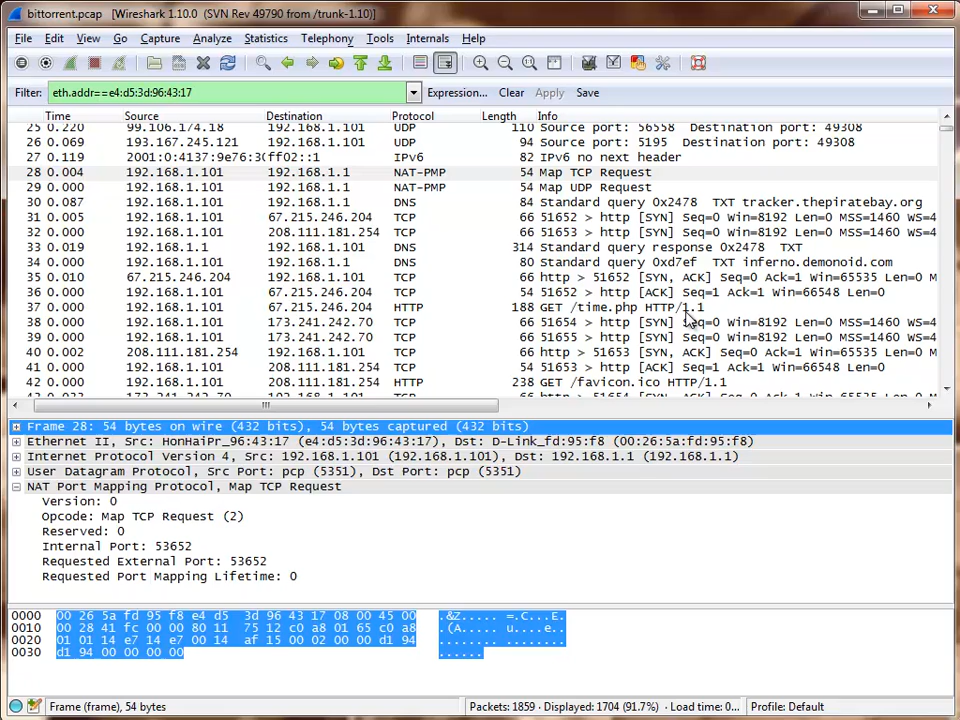 bittorrent.pcap [Wireshark 1.10.0 (SVN Rev 49790 from /trunk-1.10)]
File Edit View Go Capture Analyze Statistics Telephony Tools Internals Help
Filter: eth.addr==e4:d5:3d:96:43:17 Expression... Clear Apply Save
Time Source Destination Protocol Length Info
25 0.220 99.106.174.18 192.168.1.101 UDP 110 Source port: 56558 Destination port: 49308
26 0.069 193.167.245.121 192.168.1.101 UDP 94 Source port: 5195 Destination port: 49308
27 0.119 2001:0:4137:9e76:3 ff02::1 IPv6 82 IPv6 no next header
28 0.004 192.168.1.101 192.168.1.1 NAT-PMP 54 Map TCP Request
29 0.000 192.168.1.101 192.168.1.1 NAT-PMP 54 Map UDP Request
30 0.087 192.168.1.101 192.168.1.1 DNS 84 Standard query 0x2478 TXT tracker.thepiratebay.org
31 0.005 192.168.1.101 67.215.246.204 TCP 66 51652 > http [SYN] Seq=0 Win=8192 Len=0 MSS=1460 WS=4
32 0.000 192.168.1.101 208.111.181.254 TCP 66 51653 > http [SYN] Seq=0 Win=8192 Len=0 MSS=1460 WS=4
33 0.019 192.168.1.1 192.168.1.101 DNS 314 Standard query response 0x2478 TXT
34 0.000 192.168.1.101 192.168.1.1 DNS 80 Standard query 0xd7ef TXT inferno.demonoid.com
35 0.010 67.215.246.204 192.168.1.101 TCP 66 http > 51652 [SYN, ACK] Seq=0 Ack=1 Win=65535 Len=0 M
36 0.000 192.168.1.101 67.215.246.204 TCP 54 51652 > http [ACK] Seq=1 Ack=1 Win=66548 Len=0
37 0.000 192.168.1.101 67.215.246.204 HTTP 188 GET /time.php HTTP/1.1
38 0.000 192.168.1.101 173.241.242.70 TCP 66 51654 > http [SYN] Seq=0 Win=8192 Len=0 MSS=1460 WS=4
39 0.000 192.168.1.101 173.241.242.70 TCP 66 51655 > http [SYN] Seq=0 Win=8192 Len=0 MSS=1460 WS=4
40 0.002 208.111.181.254 192.168.1.101 TCP 66 http > 51653 [SYN, ACK] Seq=0 Ack=1 Win=65535 Len=0 M
41 0.000 192.168.1.101 208.111.181.254 TCP 54 51653 > http [ACK] Seq=1 Ack=1 Win=66548 Len=0
42 0.000 192.168.1.101 208.111.181.254 HTTP 238 GET /favicon.ico HTTP/1.1
Frame 28: 54 bytes on wire (432 bits), 54 bytes captured (432 bits)
Ethernet II, Src: HonHaiPr_96:43:17 (e4:d5:3d:96:43:17), Dst: D-Link_fd:95:f8 (00:26:5a:fd:95:f8)
Internet Protocol Version 4, Src: 192.168.1.101 (192.168.1.101), Dst: 192.168.1.1 (192.168.1.1)
User Datagram Protocol, Src Port: pcp (5351), Dst Port: pcp (5351)
NAT Port Mapping Protocol, Map TCP Request
Version: 0
Opcode: Map TCP Request (2)
Reserved: 0
Internal Port: 53652
Requested External Port: 53652
Requested Port Mapping Lifetime: 0
0000 00 26 5a fd 95 f8 e4 d5 3d 96 43 17 08 00 45 00 .&Z..... =.C...E.
0010 00 28 41 fc 00 00 80 11 75 12 c0 a8 01 65 c0 a8 .(A..... u....e..
0020 01 01 14 e7 14 e7 00 14 af 15 00 02 00 00 d1 94 ........ ........
0030 d1 94 00 00 00 00 ......
Frame (frame), 54 bytes Packets: 1859 · Displayed: 1704 (91.7%) · Load time: 0... Profile: Default